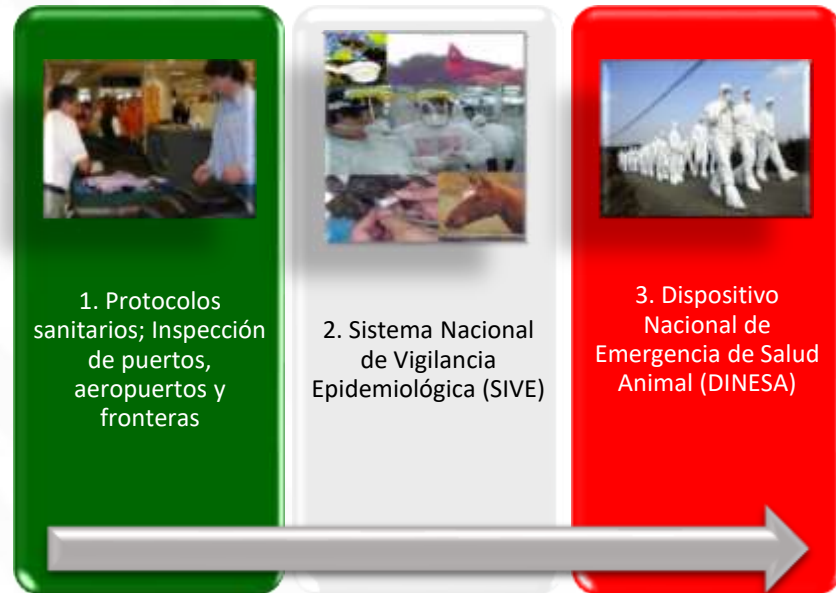 1. Protocolos
sanitarios; Inspección
de puertos,
aeropuertos y
fronteras
2. Sistema Nacional
de Vigilancia
Epidemiológica (SIVE)
3. Dispositivo
Nacional de
Emergencia de Salud
Animal (DINESA)